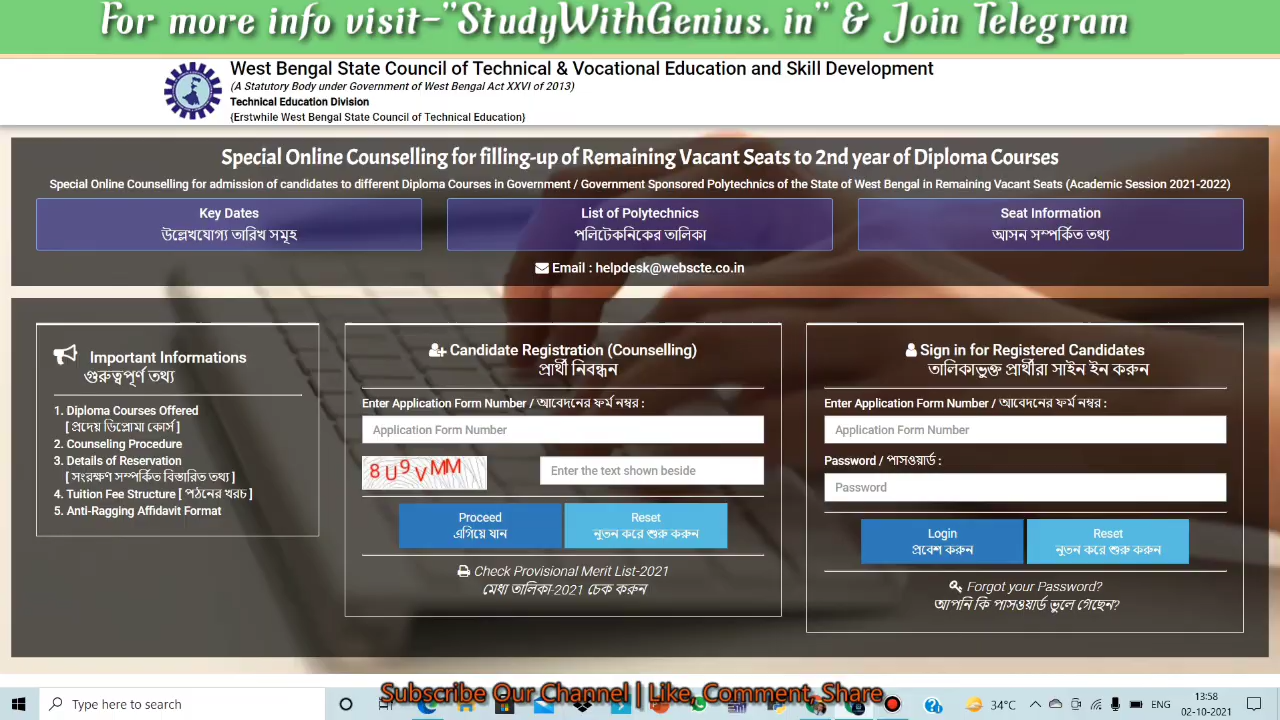 For more info visit-"StudyWithGenius. in" & Join Telegram
West Bengal State Council of Technical & Vocational Education and Skill Development
(A Statutory Body under Government of West Bengal Act XXVI of 2013)
Technical Education Division
{Erstwhile West Bengal State Council of Technical Education}
Special Online Counselling for filling-up of Remaining Vacant Seats to 2nd year of Diploma Courses
Special Online Counselling for admission of candidates to different Diploma Courses in Government / Government Sponsored Polytechnics of the State of West Bengal in Remaining Vacant Seats (Academic Session 2021-2022)
Key Dates
উল্লেখযোগ্য তারিখ সমূহ
List of Polytechnics
পলিটেকনিকের তালিকা
Seat Information
আসন সম্পর্কিত তথ্য
Email : helpdesk@webscte.co.in
Important Informations
গুরুত্বপূর্ণ তথ্য
1. Diploma Courses Offered
[ প্রদেয় ডিপ্লোমা কোর্স ]
2. Counseling Procedure
3. Details of Reservation
[ সংরক্ষণ সম্পর্কিত বিস্তারিত তথ্য ]
4. Tuition Fee Structure [ পঠনের খরচ ]
5. Anti-Ragging Affidavit Format
Candidate Registration (Counselling)
প্রার্থী নিবন্ধন
Enter Application Form Number / আবেদনের ফর্ম নম্বর :
Application Form Number
8U9VMM
Enter the text shown beside
Proceed
এগিয়ে যান
Reset
নুতন করে শুরু করুন
Check Provisional Merit List-2021
মেধা তালিকা-2021 চেক করুন
Sign in for Registered Candidates
তালিকাভুক্ত প্রার্থীরা সাইন ইন করুন
Enter Application Form Number / আবেদনের ফর্ম নম্বর :
Application Form Number
Password / পাসওয়ার্ড :
Password
Login
প্রবেশ করুন
Reset
নুতন করে শুরু করুন
Forgot your Password?
আপনি কি পাসওয়ার্ড ভুলে গেছেন?
Subscribe Our Channel | Like, Comment, Share
Type here to search
34°C
ENG
13:58
02-10-2021